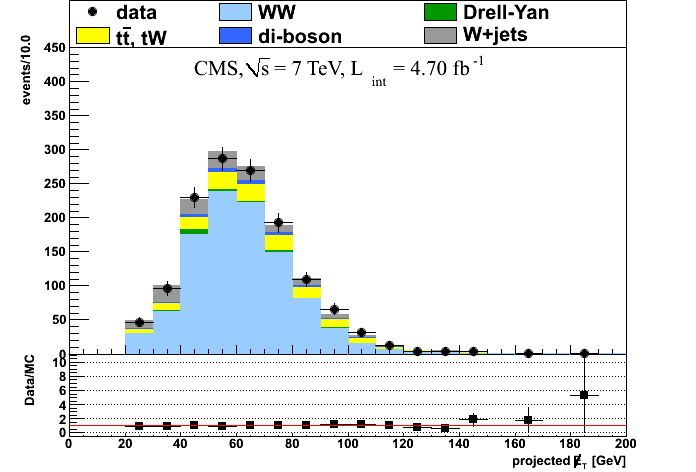 data WW Drell-Yan
tt̄, tW di-boson W+jets
events/10.0
450
400
350
300
250
200
150
100
50
0
CMS, √s = 7 TeV, L int = 4.70 fb-1
Data/MC
10
8
6
4
2
0
0 20 40 60 80 100 120 140 160 180 200
projected E̸T [GeV]